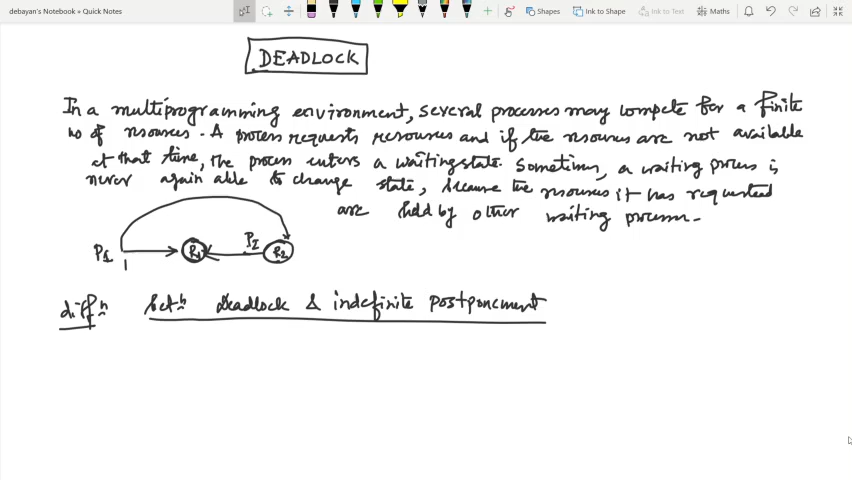 debayan's Notebook » Quick Notes
Shapes
Ink to Shape
Ink to Text
Maths
DEADLOCK
In a multiprogramming environment, several processes may compete for a finite
no of resources. A process requests resources and if the resources are not available
at that time, the process enters a waiting state. Sometimes, a waiting process is
never again able to change state, because the resources it has requested
are held by other waiting processes.
P1
R1
P2
R2
diffn betn Deadlock & indefinite postponement